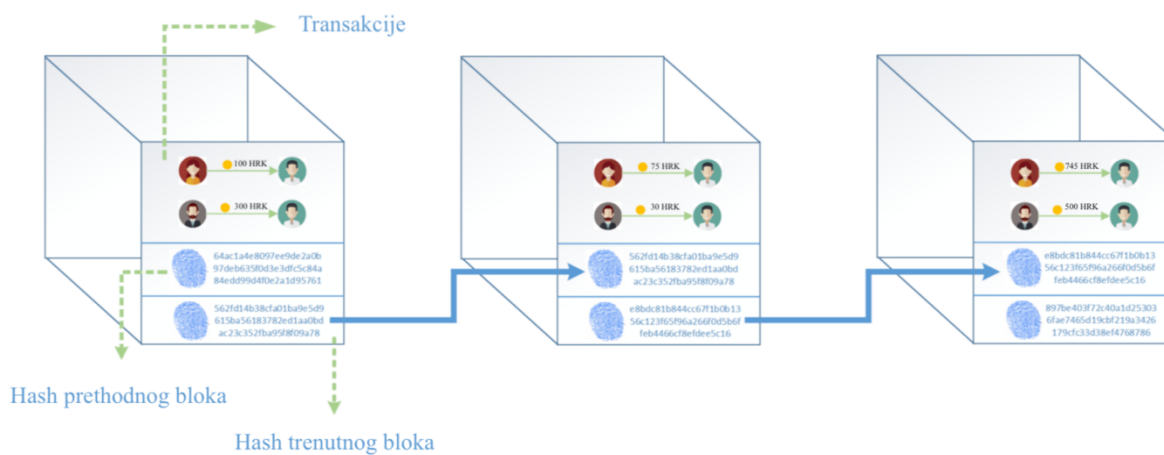 Transakcije
100 HRK
300 HRK
64ac1a4e8097ee9de2a0b
97deb635f0d3e3dfc5c84a
84edd99d4f0e2a1d95761
562fd14b38cfa01ba9e5d9
615ba56183782ed1aa0bd
ac23c352fba95f8f09a78
75 HRK
30 HRK
562fd14b38cfa01ba9e5d9
615ba56183782ed1aa0bd
ac23c352fba95f8f09a78
e8bdc81b844cc67f1b0b13
56c123f65f96a266f0d5b6f
feb4466cf8efdee5c16
745 HRK
500 HRK
e8bdc81b844cc67f1b0b13
56c123f65f96a266f0d5b6f
feb4466cf8efdee5c16
897be403f72c40a1d25303
6fae7465d19cbf219a3426
179cfc33d38ef4768786
Hash prethodnog bloka
Hash trenutnog bloka